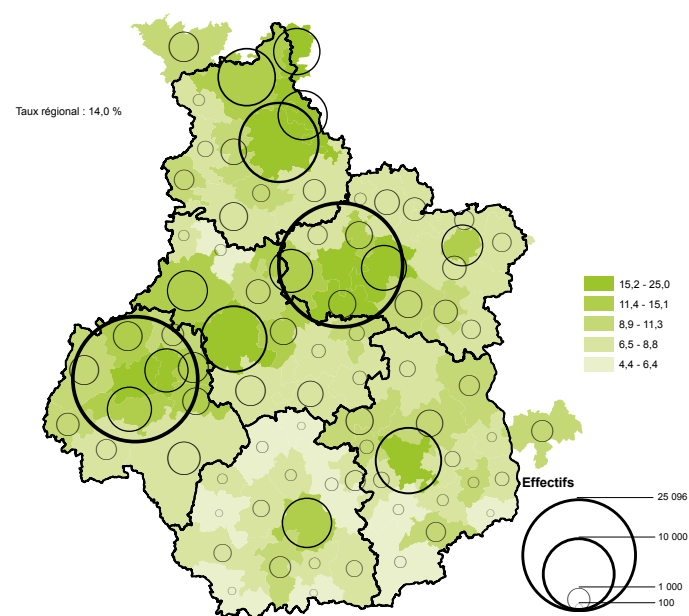 Taux régional : 14,0 %
15,2 - 25,0
11,4 - 15,1
8,9 - 11,3
6,5 - 8,8
4,4 - 6,4
Effectifs
25 096
10 000
1 000
100